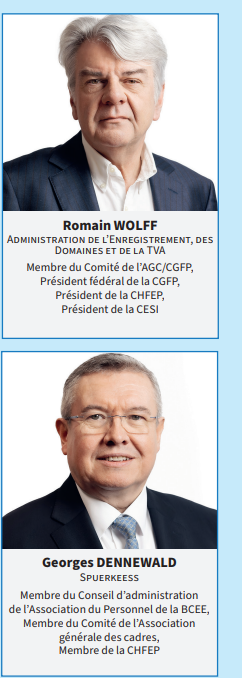 Romain WOLFF
Administration de l'Enregistrement, des
Domaines et de la TVA
Membre du Comité de l'AGC/CGFP,
Président fédéral de la CGFP,
Président de la CHFEP,
Président de la CESI
Georges DENNEWALD
Spuerkeess
Membre du Conseil d'administration
de l'Association du Personnel de la BCEE,
Membre du Comité de l'Association
générale des cadres,
Membre de la CHFEP